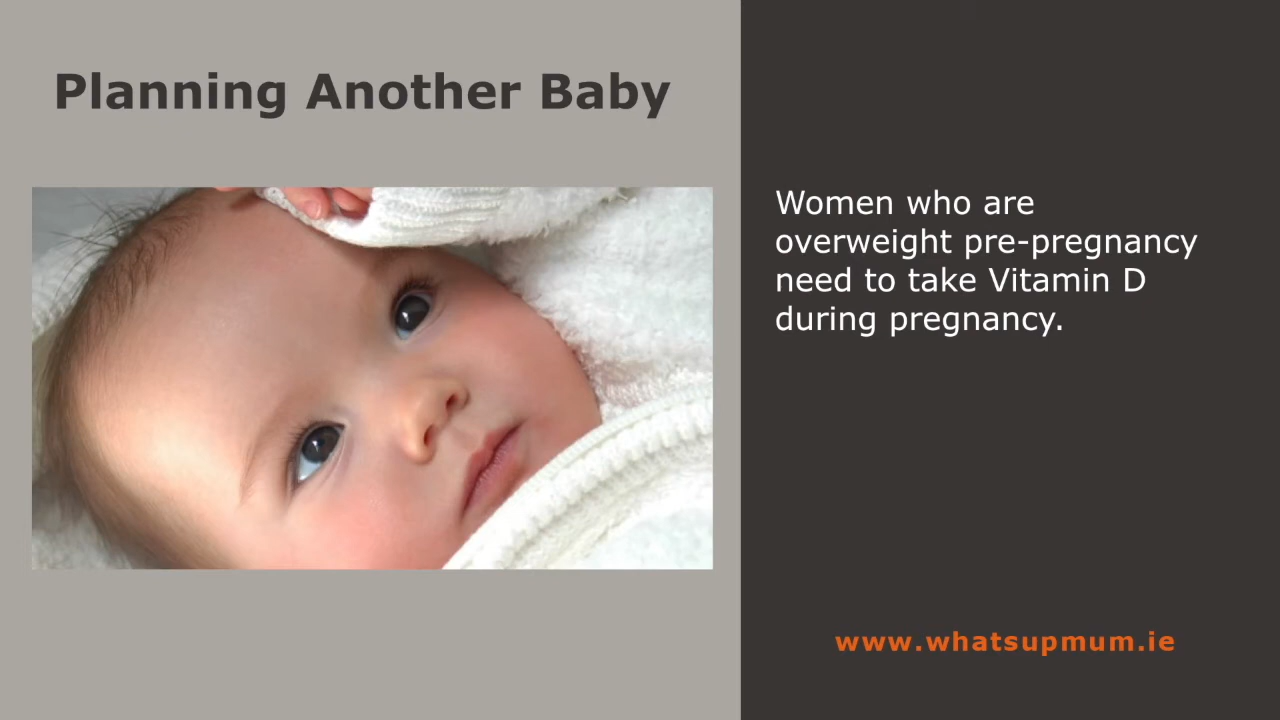 Planning Another Baby
Women who are
overweight pre-pregnancy
need to take Vitamin D
during pregnancy.
www.whatsupmum.ie